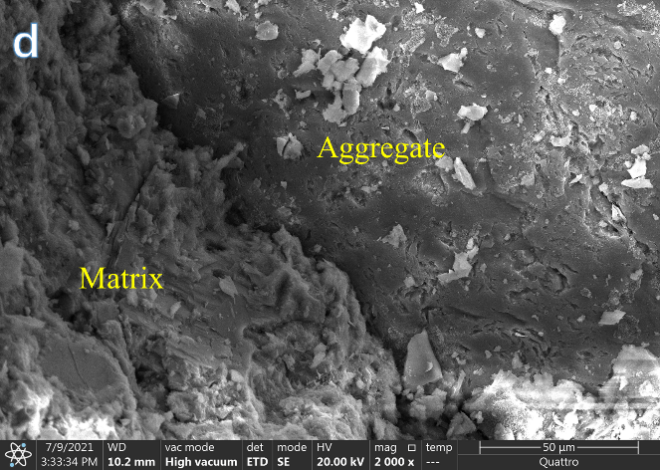 d
Aggregate
Matrix
7/9/2021 WD vac mode det mode HV mag □ temp 50 µm
3:33:34 PM 10.2 mm High vacuum ETD SE 20.00 kV 2 000 x --- Quattro